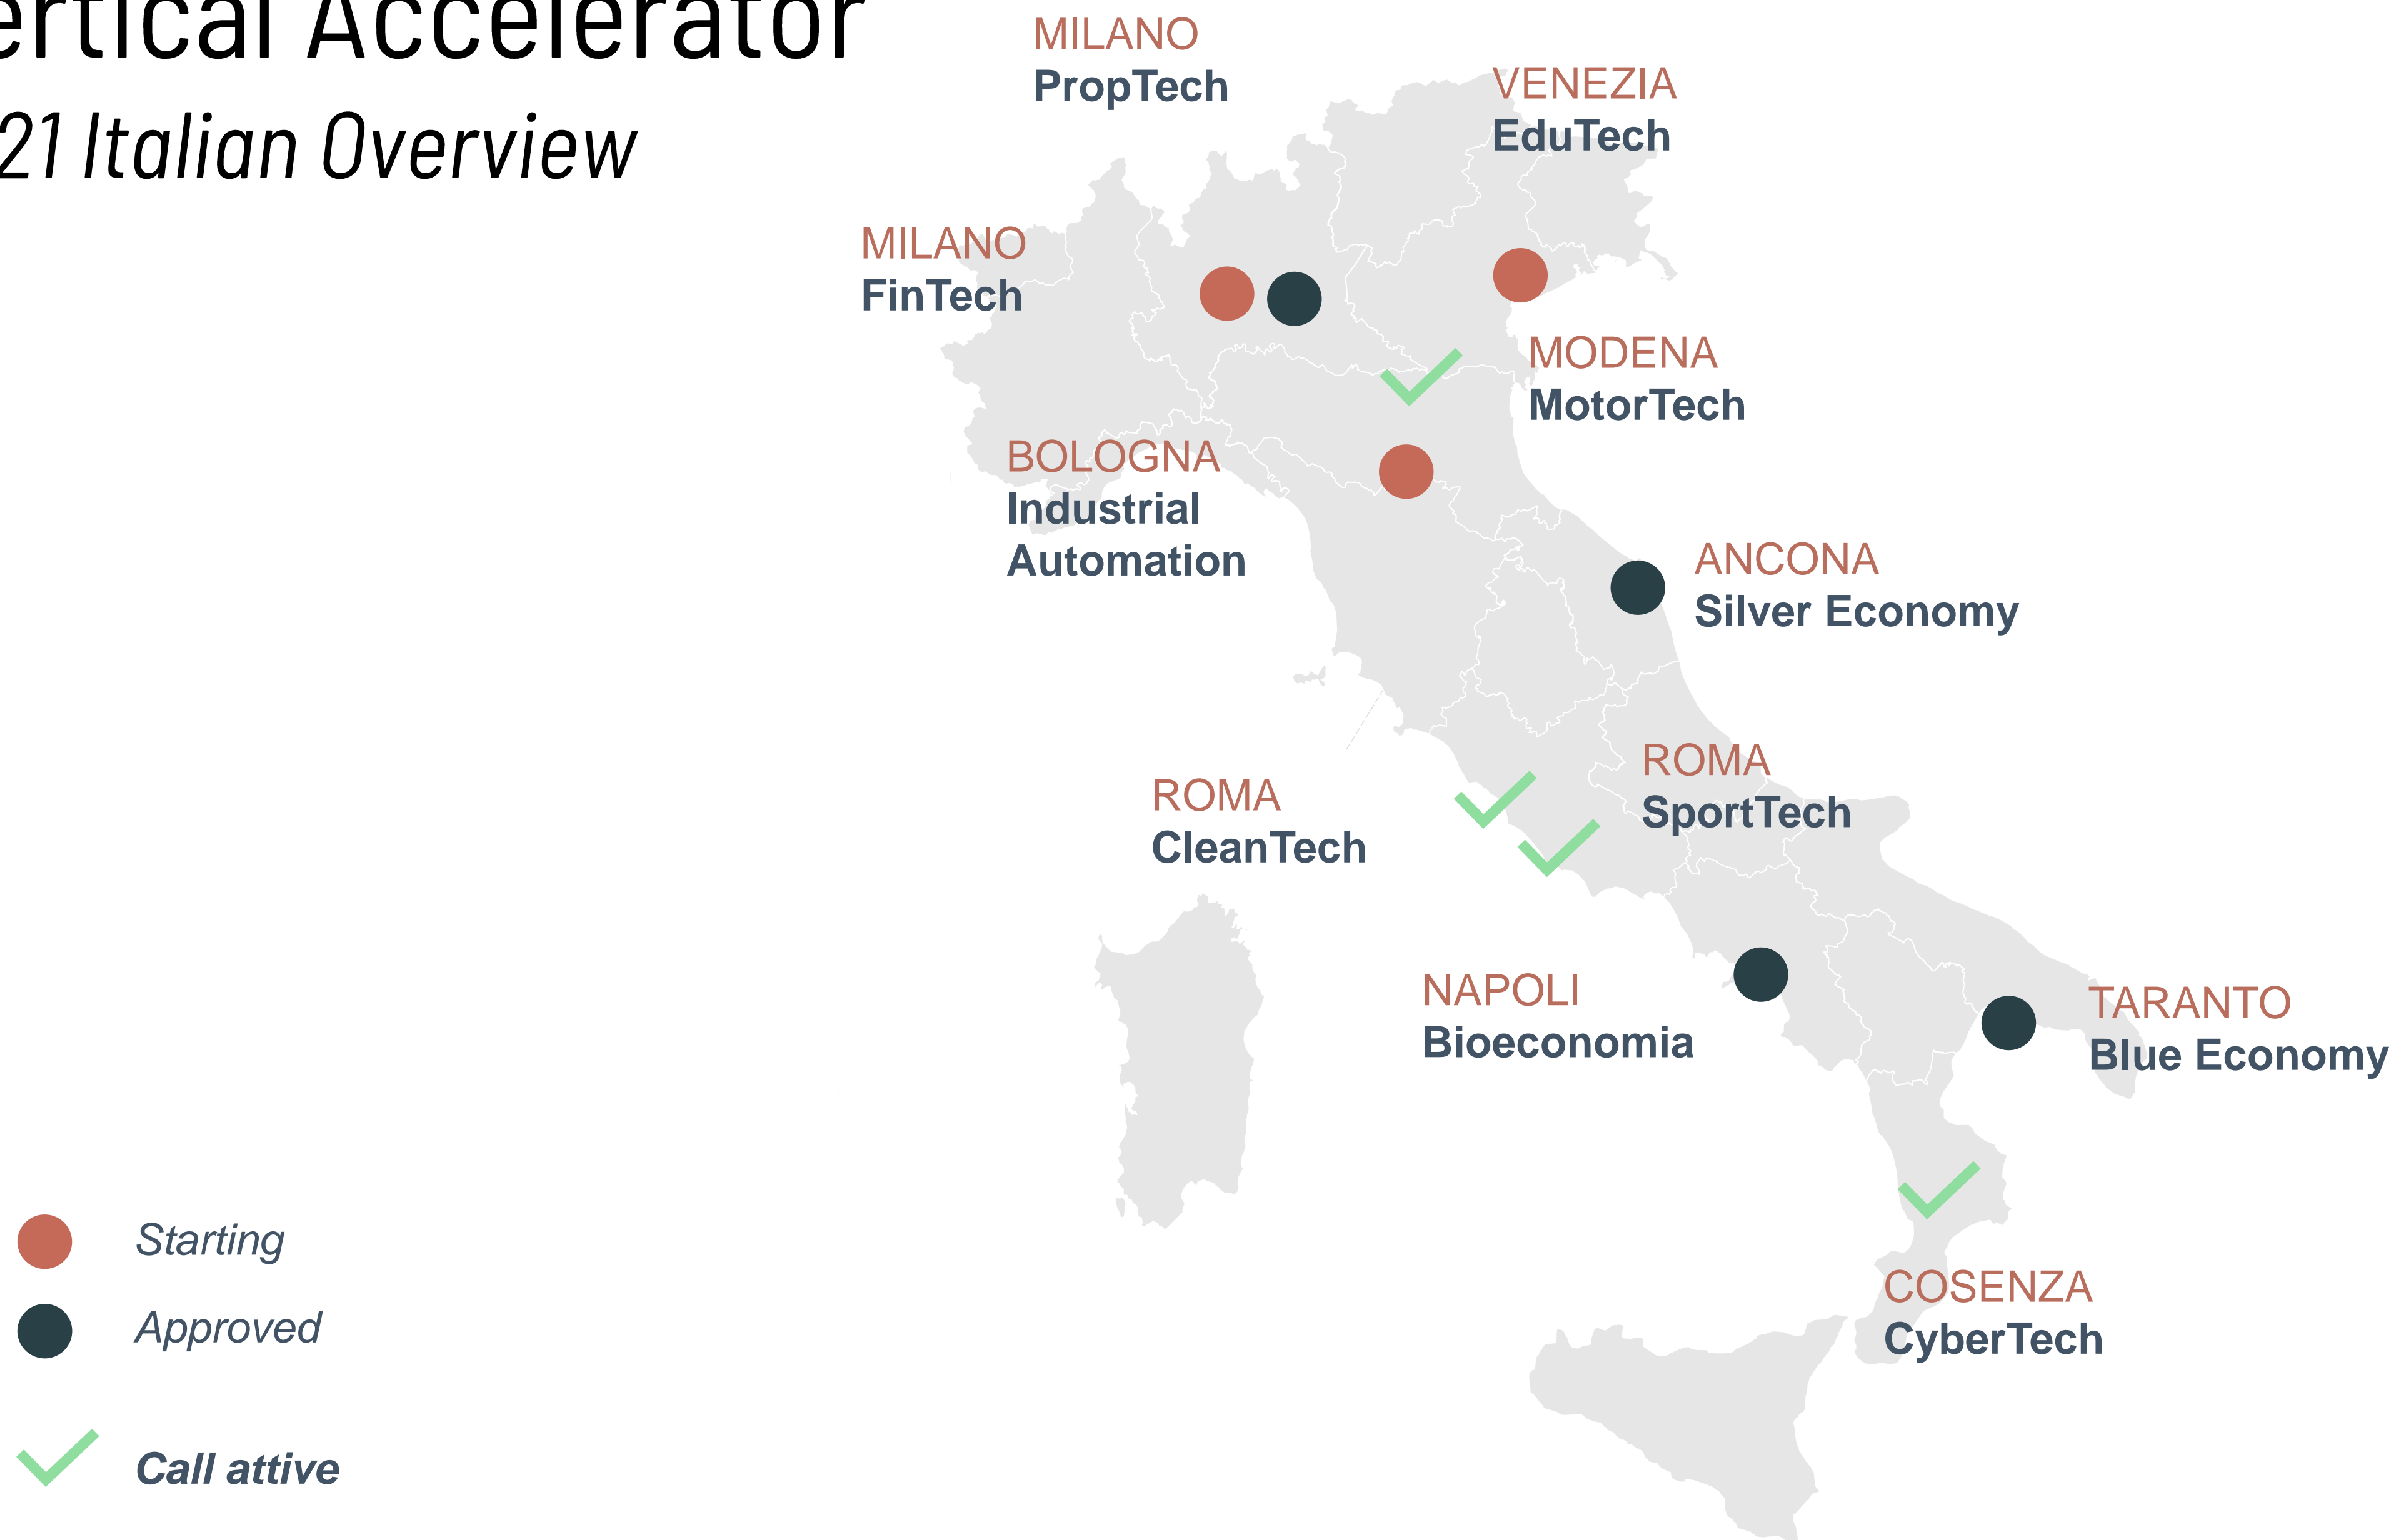 ertical Accelerator
21 Italian Overview
MILANO
PropTech
VENEZIA
EduTech
MILANO
FinTech
MODENA
MotorTech
BOLOGNA
Industrial
Automation
ANCONA
Silver Economy
ROMA
SportTech
ROMA
CleanTech
NAPOLI
Bioeconomia
TARANTO
Blue Economy
COSENZA
CyberTech
Starting
Approved
Call attive